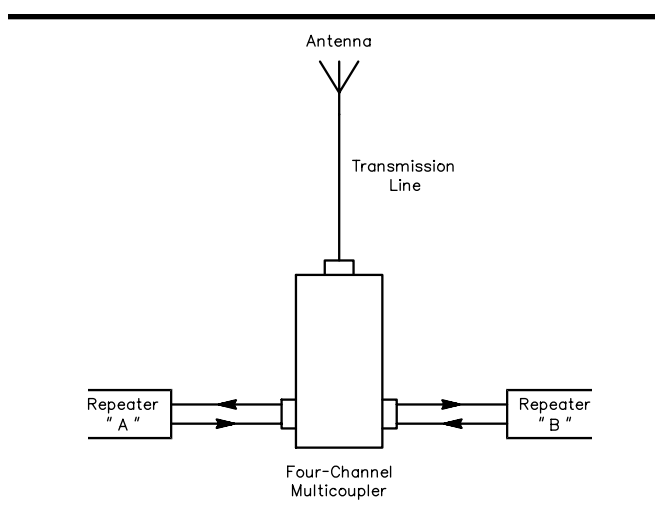 Antenna
Transmission
Line
Repeater
"A"
Repeater
"B"
Four-Channel
Multicoupler